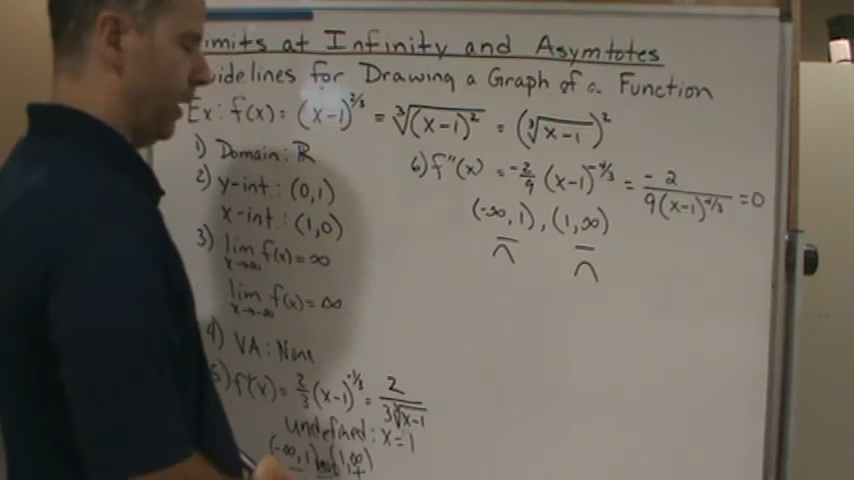 imits at Infinity and Asymtotes
uidelines for Drawing a Graph of a Function
Ex: f(x) = (x-1)^{2/3} = ∛(x-1)² = (∛x-1)²
1) Domain: ℝ
2) y-int: (0,1)
x-int: (1,0)
3) lim x→∞ f(x) = ∞
lim x→-∞ f(x) = ∞
4) VA: None
5) f'(x) = 2/3 (x-1)^{-1/3} = 2/(3∛x-1)
undefined: x=1
(-∞,1) (1,∞)
- +
6) f''(x) = -2/9 (x-1)^{-4/3} = -2/(9(x-1)^{4/3}) = 0
(-∞, 1), (1, ∞)
- -
∩ ∩